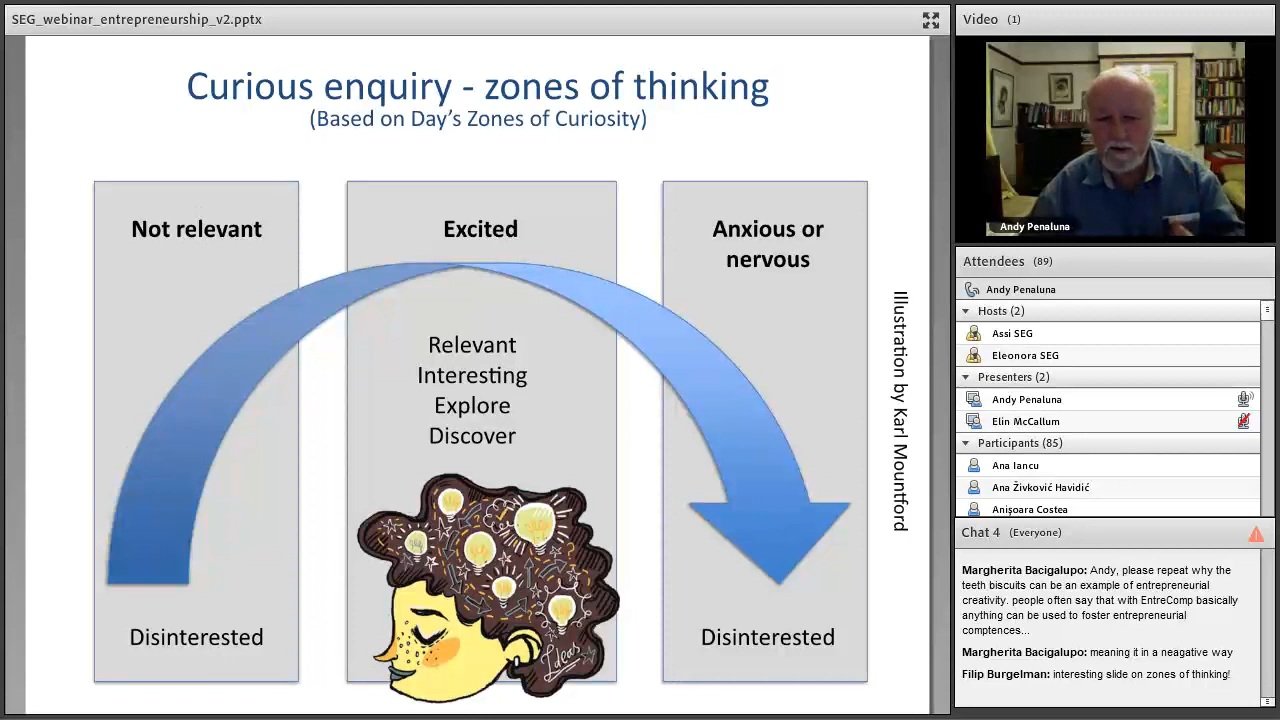 SEG_webinar_entrepreneurship_v2.pptx
Curious enquiry - zones of thinking
(Based on Day's Zones of Curiosity)
Not relevant
Disinterested
Excited
Relevant
Interesting
Explore
Discover
Ideas
Anxious or
nervous
Disinterested
Illustration by Karl Mountford
Video (1)
Andy Penaluna
Attendees (89)
Andy Penaluna
Hosts (2)
Assi SEG
Eleonora SEG
Presenters (2)
Andy Penaluna
Elin McCallum
Participants (85)
Ana Iancu
Ana Živković Havidić
Anişoara Costea
Chat 4 (Everyone)
Margherita Bacigalupo: Andy, please repeat why the
teeth biscuits can be an example of entrepreneurial
creativity. people often say that with EntreComp basically
anything can be used to foster entrepreneurial
comptences...
Margherita Bacigalupo: meaning it in a neagative way
Filip Burgelman: interesting slide on zones of thinking!